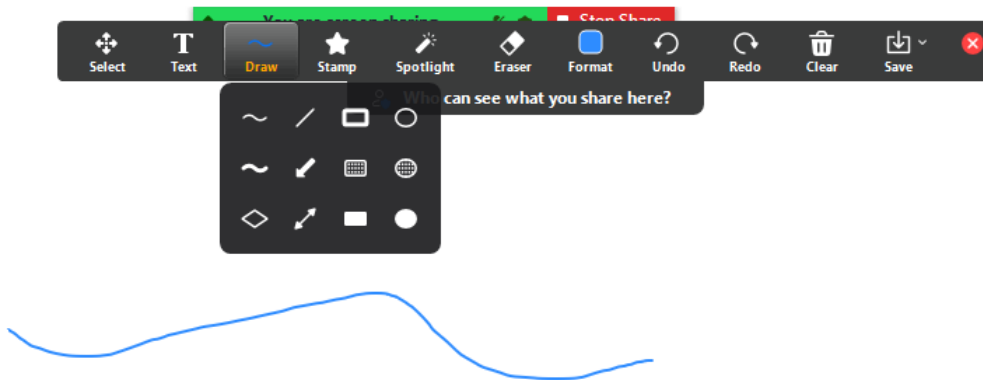 You are screen sharing Stop Share
Select Text Draw Stamp Spotlight Eraser Format Undo Redo Clear Save
Who can see what you share here?